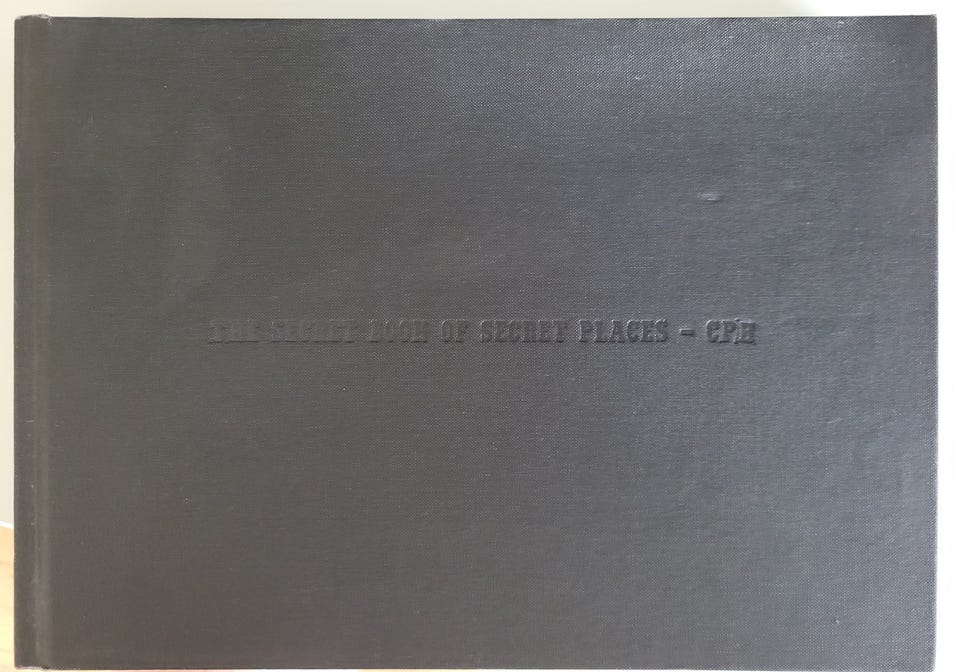 THE SECRET BOOK OF SECRET PLACES - CPH